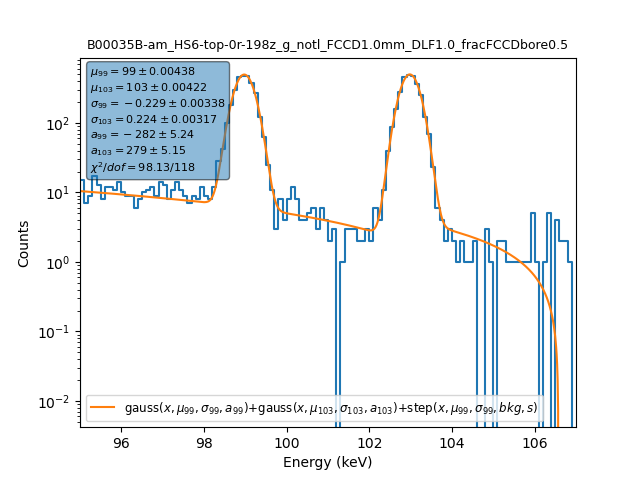 B00035B-am_HS6-top-0r-198z_g_notl_FCCD1.0mm_DLF1.0_fracFCCDbore0.5
μ₉₉ = 99 ± 0.00438
μ₁₀₃ = 103 ± 0.00422
σ₉₉ = −0.229 ± 0.00338
σ₁₀₃ = 0.224 ± 0.00317
a₉₉ = −282 ± 5.24
a₁₀₃ = 279 ± 5.15
χ²/dof = 98.13/118
10²
10¹
10⁰
10⁻¹
10⁻²
Counts
gauss(x, μ₉₉, σ₉₉, a₉₉)+gauss(x, μ₁₀₃, σ₁₀₃, a₁₀₃)+step(x, μ₉₉, σ₉₉, bkg, s)
96 98 100 102 104 106
Energy (keV)